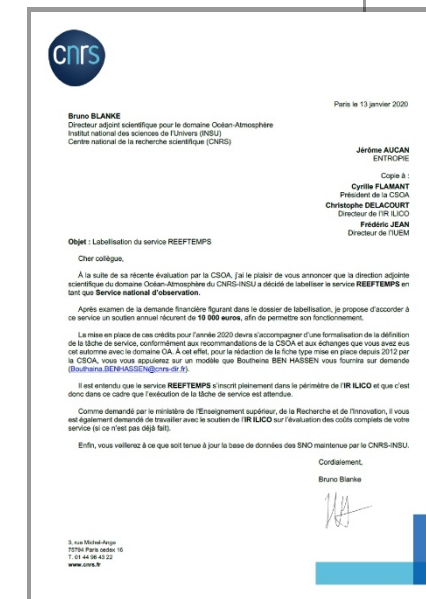 cnrs
Paris le 13 janvier 2020
Bruno BLANKE
Directeur adjoint scientifique pour le domaine Océan-Atmosphère
Institut national des sciences de l'Univers (INSU)
Centre national de la recherche scientifique (CNRS)
Jérôme AUCAN
ENTROPIE
Copie à :
Cyrille FLAMANT
Président de la CSOA
Christophe DELACOURT
Directeur de l'IR ILICO
Frédéric JEAN
Directeur de l'IUEM
Objet : Labellisation du service REEFTEMPS
Cher collègue,
À la suite de sa récente évaluation par la CSOA, j'ai le plaisir de vous annoncer que la direction adjointe
scientifique du domaine Océan-Atmosphère du CNRS-INSU a décidé de labelliser le service REEFTEMPS en
tant que Service national d'observation.
Après examen de la demande financière figurant dans le dossier de labellisation, je propose d'accorder à
ce service un soutien annuel récurent de 10 000 euros, afin de permettre son fonctionnement.
La mise en place de ces crédits pour l'année 2020 devra s'accompagner d'une formalisation de la définition
de la tâche de service, conformément aux recommandations de la CSOA et aux échanges que vous avez eus
cet automne avec le domaine OA. À cet effet, pour la rédaction de la fiche type mise en place depuis 2012 par
la CSOA, vous vous appuierez sur un modèle que Boutheina BEN HASSEN vous fournira sur demande
(Bouthaina.BENHASSEN@cnrs-dir.fr).
Il est entendu que le service REEFTEMPS s'inscrit pleinement dans le périmètre de l'IR ILICO et que c'est
donc dans ce cadre que l'exécution de la tâche de service est attendue.
Comme demandé par le ministère de l'Enseignement supérieur, de la Recherche et de l'Innovation, il vous
est également demandé de travailler avec le soutien de l'IR ILICO sur l'évaluation des coûts complets de votre
service (si ce n'est pas déjà fait).
Enfin, vous veillerez à ce que soit tenue à jour la base de données des SNO maintenue par le CNRS-INSU.
Cordialement,
Bruno Blanke
3, rue Michel-Ange
75794 Paris cedex 16
T. 01 44 96 43 22
www.cnrs.fr